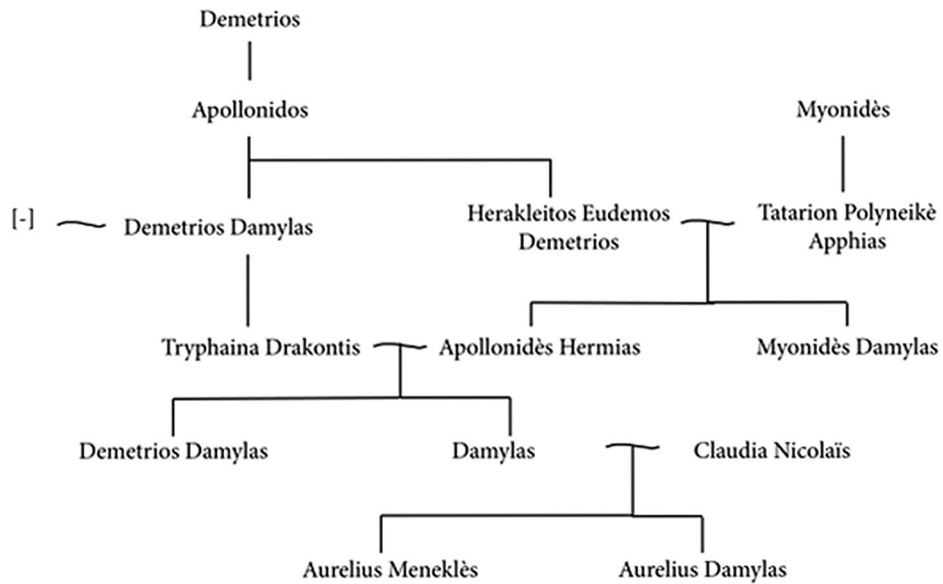 Demetrios
Apollonidos
Myonidès
[-]
Demetrios Damylas
Herakleitos Eudemos
Demetrios
Tatarion Polyneikè
Apphias
Tryphaina Drakontis
Apollonidès Hermias
Myonidès Damylas
Demetrios Damylas
Damylas
Claudia Nicolaïs
Aurelius Meneklès
Aurelius Damylas